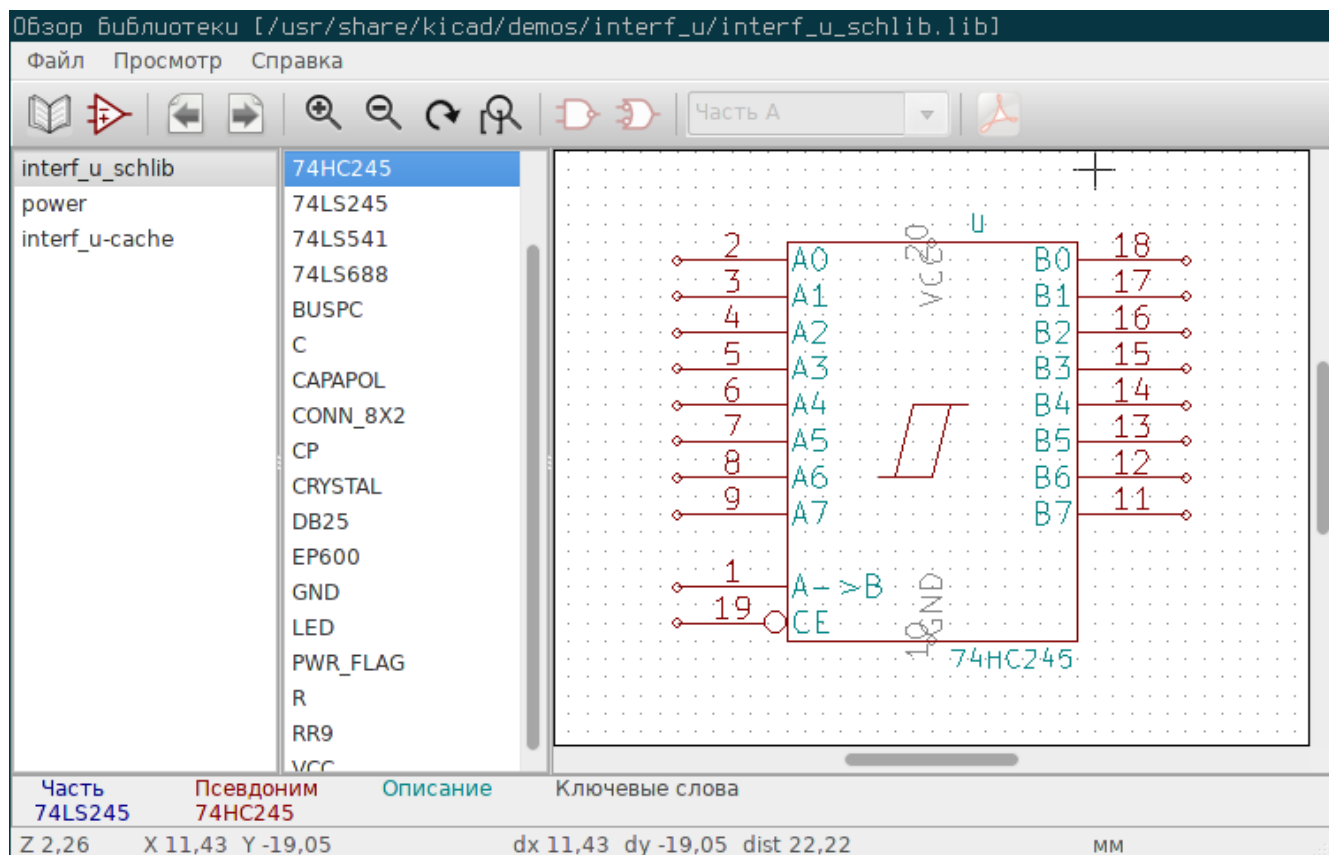 Обзор библиотеки [/usr/share/kicad/demos/interf_u/interf_u_schlib.lib]
Файл Просмотр Справка
Часть A
interf_u_schlib
power
interf_u-cache
74HC245
74LS245
74LS541
74LS688
BUSPC
C
CAPAPOL
CONN_8X2
CP
CRYSTAL
DB25
EP600
GND
LED
PWR_FLAG
R
RR9
VCC
U
20
VCC
2 A0 B0 18
3 A1 B1 17
4 A2 B2 16
5 A3 B3 15
6 A4 B4 14
7 A5 B5 13
8 A6 B6 12
9 A7 B7 11
1 A->B
19 CE
GND
10
74HC245
Часть Псевдоним Описание Ключевые слова
74LS245 74HC245
Z 2,26 X 11,43 Y -19,05 dx 11,43 dy -19,05 dist 22,22 мм